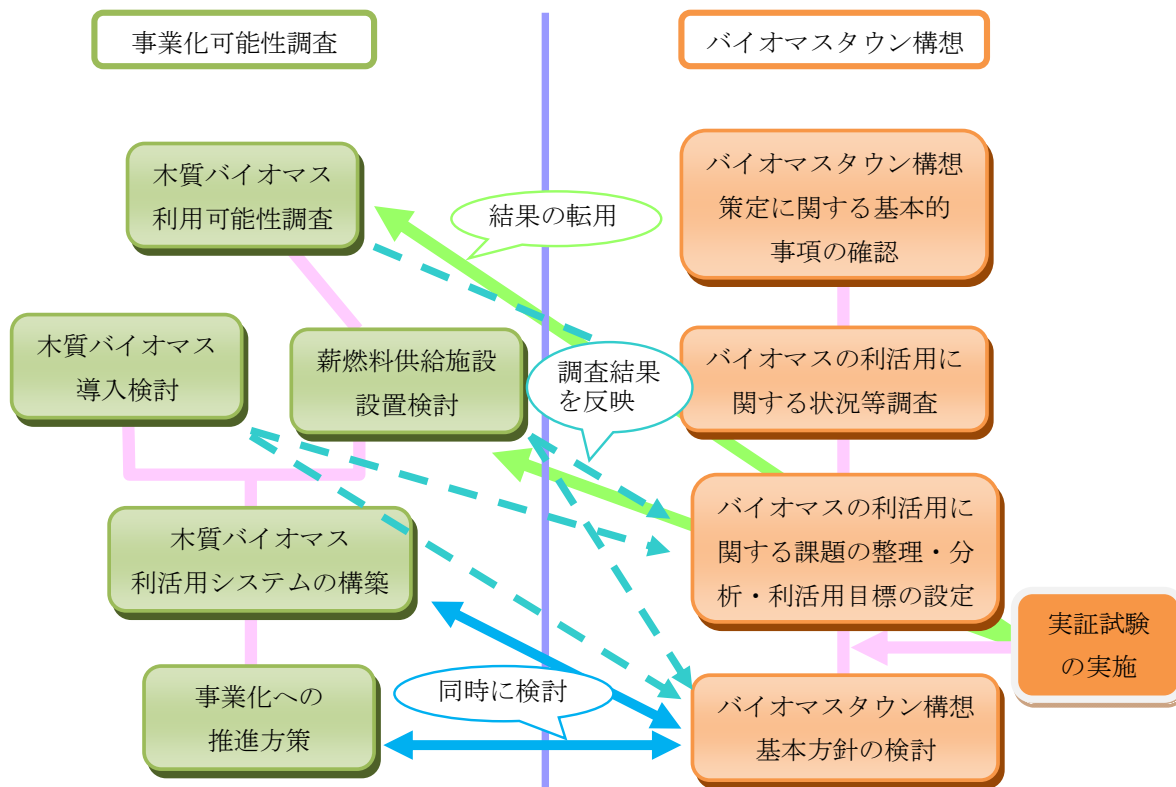 事業化可能性調査
バイオマスタウン構想
木質バイオマス
利用可能性調査
結果の転用
バイオマスタウン構想
策定に関する基本的
事項の確認
木質バイオマス
導入検討
薪燃料供給施設
設置検討
調査結果
を反映
バイオマスの利活用に
関する状況等調査
木質バイオマス
利活用システムの構築
バイオマスの利活用に
関する課題の整理・分
析・利活用目標の設定
実証試験
の実施
事業化への
推進方策
同時に検討
バイオマスタウン構想
基本方針の検討